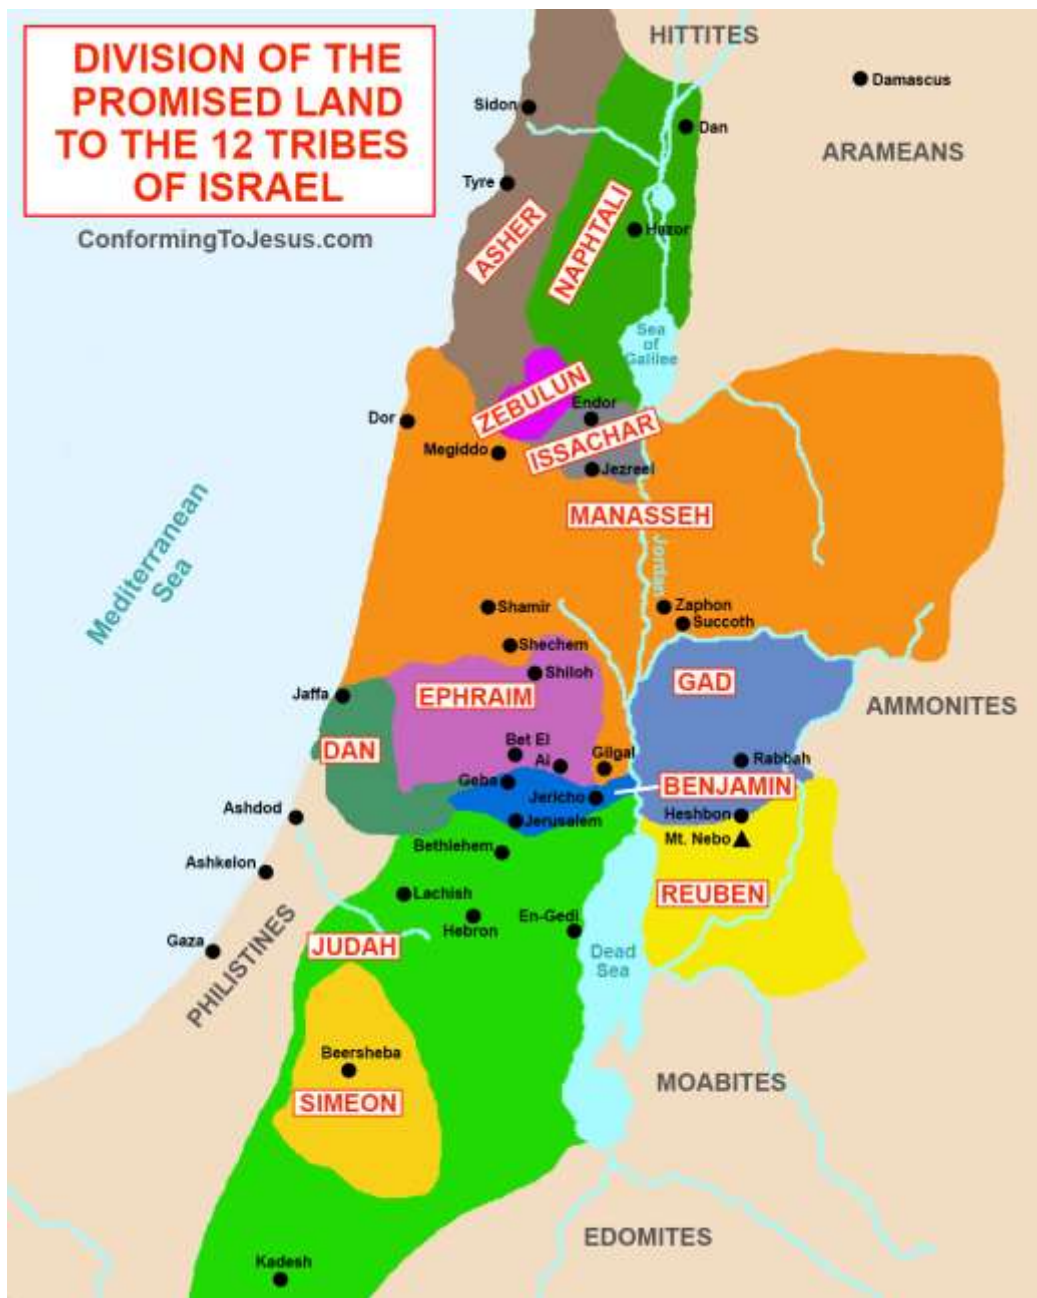 DIVISION OF THE
PROMISED LAND
TO THE 12 TRIBES
OF ISRAEL
ConformingToJesus.com
HITTITES
Damascus
Sidon
Dan
ARAMEANS
Tyre
ASHER
NAPHTALI
Hazor
Sea
of
Galilee
ZEBULUN
Endor
Dor
ISSACHAR
Megiddo
Jezreel
MANASSEH
Mediterranean
Sea
Jordan
Shamir
Zaphon
Succoth
Shechem
Shiloh
GAD
EPHRAIM
Jaffa
AMMONITES
DAN
Bet El
Ai
Gilgal
Rabbah
Geba
BENJAMIN
Jericho
Ashdod
Heshbon
Jerusalem
Mt. Nebo
Bethlehem
Ashkelon
Lachish
REUBEN
Hebron
En-Gedi
Gaza
JUDAH
PHILISTINES
Dead
Sea
Beersheba
MOABITES
SIMEON
EDOMITES
Kadesh